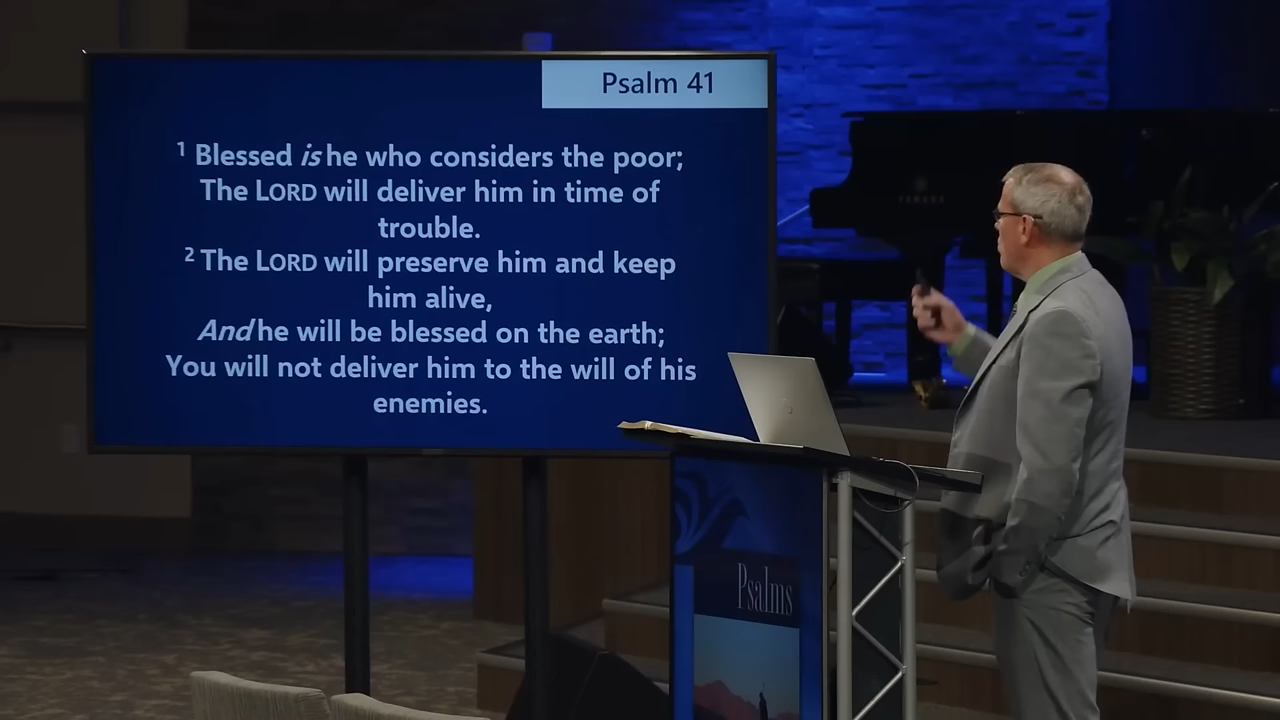 Psalm 41
¹ Blessed is he who considers the poor;
The LORD will deliver him in time of
trouble.
² The LORD will preserve him and keep
him alive,
And he will be blessed on the earth;
You will not deliver him to the will of his
enemies.
YAMAHA
Psalms